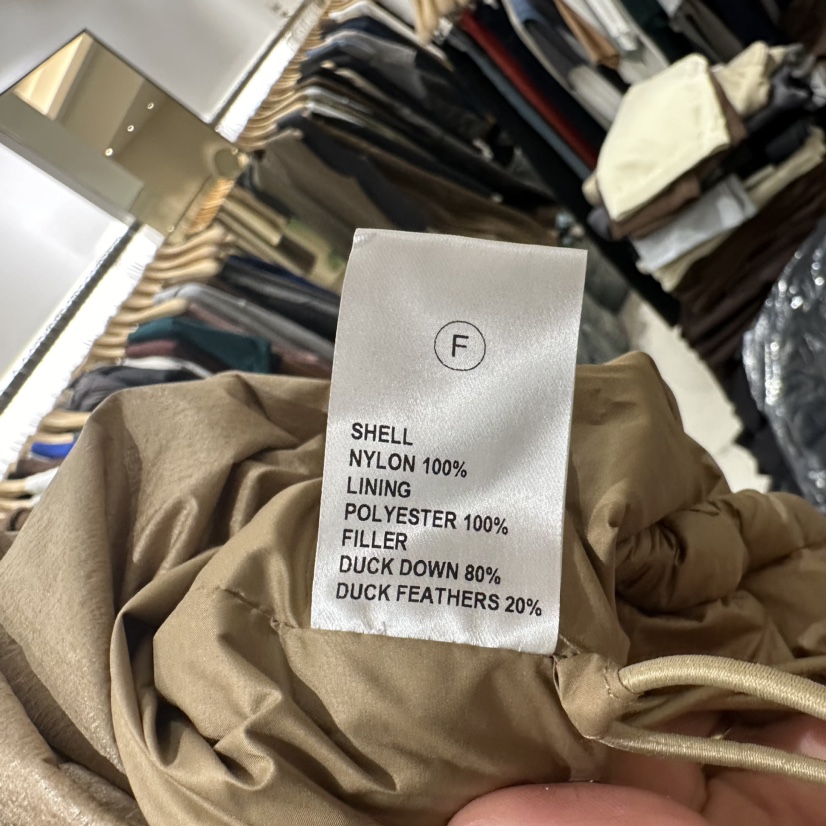 F
SHELL
NYLON 100%
LINING
POLYESTER 100%
FILLER
DUCK DOWN 80%
DUCK FEATHERS 20%